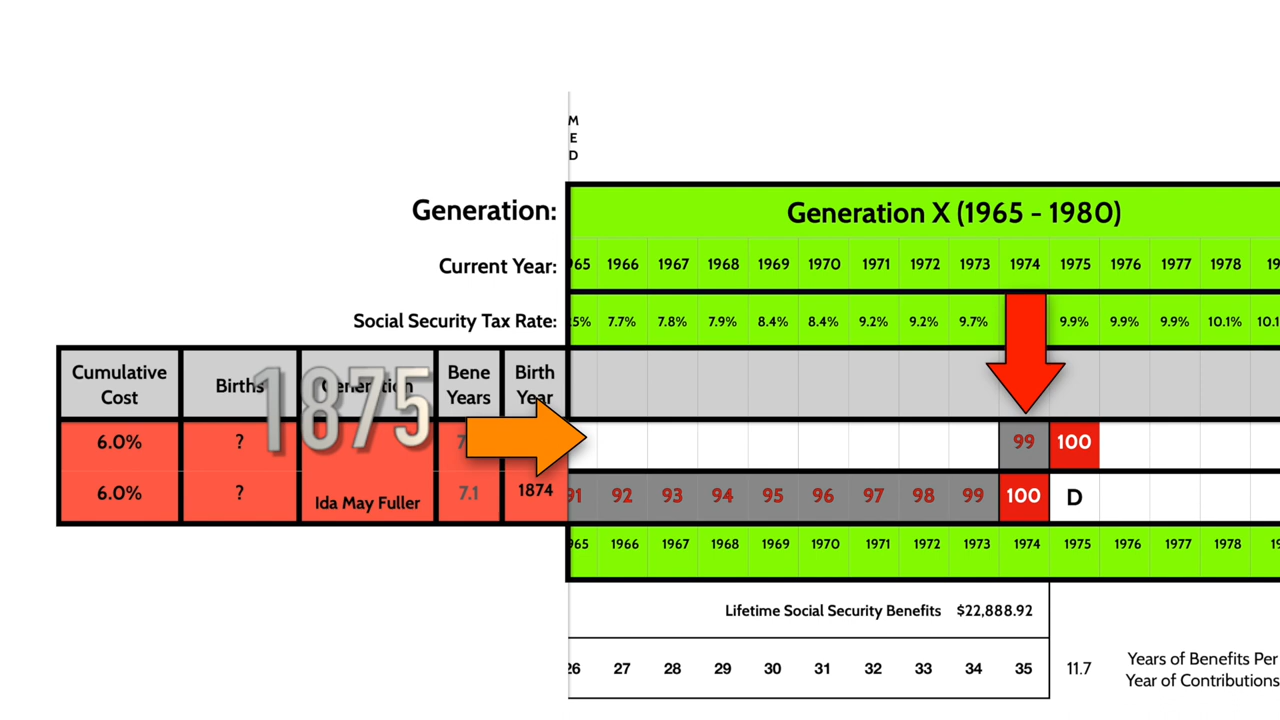 M
E
D
Generation: Generation X (1965 - 1980)
Current Year: 1966 1967 1968 1969 1970 1971 1972 1973 1974 1975 1976 1977 1978
Social Security Tax Rate: 7.7% 7.8% 7.9% 8.4% 8.4% 9.2% 9.2% 9.7% 9.9% 9.9% 9.9% 10.1%
Cumulative Cost Births Generation Bene Years Birth Year
1875
6.0% ? 99 100
6.0% ? Ida May Fuller 7.1 1874 91 92 93 94 95 96 97 98 99 100 D
1966 1967 1968 1969 1970 1971 1972 1973 1974 1975 1976 1977 1978
Lifetime Social Security Benefits $22,888.92
26 27 28 29 30 31 32 33 34 35 11.7 Years of Benefits Per
Year of Contributions